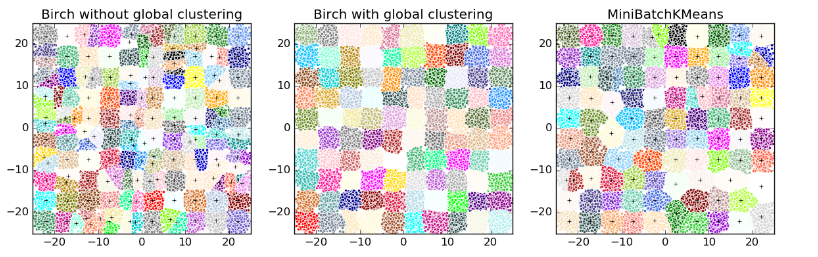 Birch without global clustering Birch with global clustering MiniBatchKMeans
20 20 20
10 10 10
0 0 0
−10 −10 −10
−20 −20 −20
−20 −10 0 10 20 −20 −10 0 10 20 −20 −10 0 10 20